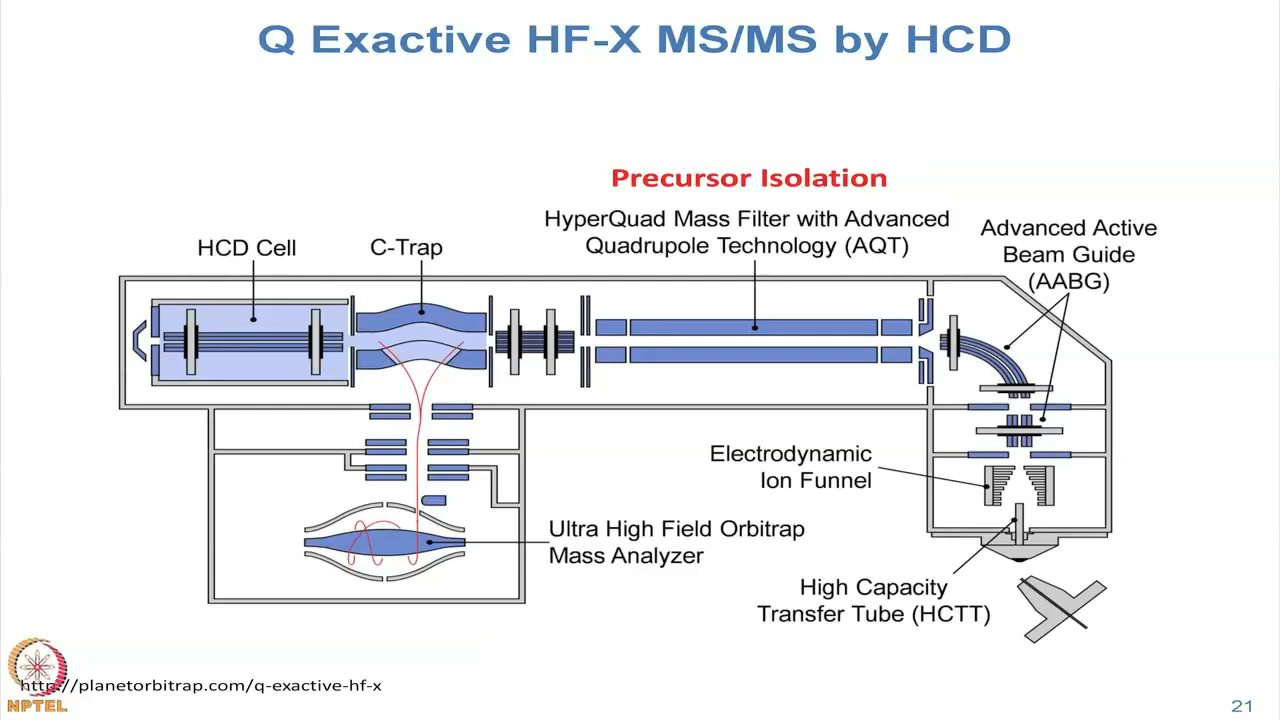 Q Exactive HF-X MS/MS by HCD
Precursor Isolation
HyperQuad Mass Filter with Advanced
Quadrupole Technology (AQT)
Advanced Active
Beam Guide
(AABG)
HCD Cell
C-Trap
Electrodynamic
Ion Funnel
Ultra High Field Orbitrap
Mass Analyzer
High Capacity
Transfer Tube (HCTT)
http://planetorbitrap.com/q-exactive-hf-x
NPTEL
21